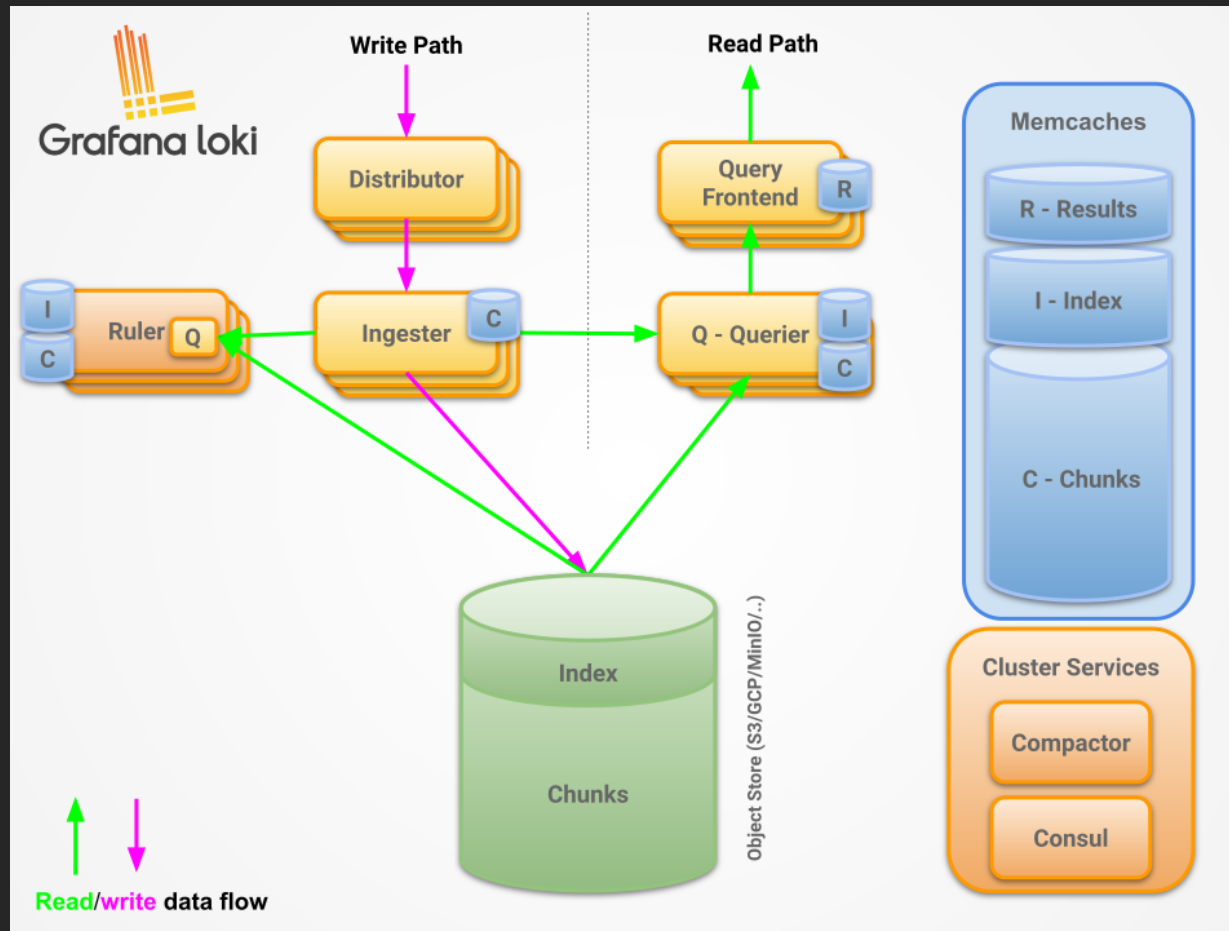 Grafana loki
Write Path
Read Path
Distributor
Query
Frontend
R
I
C
Ruler
Q
Ingester
C
Q - Querier
I
C
Memcaches
R - Results
I - Index
C - Chunks
Index
Chunks
Object Store (S3/GCP/MinIO/..)
Cluster Services
Compactor
Consul
Read/write data flow